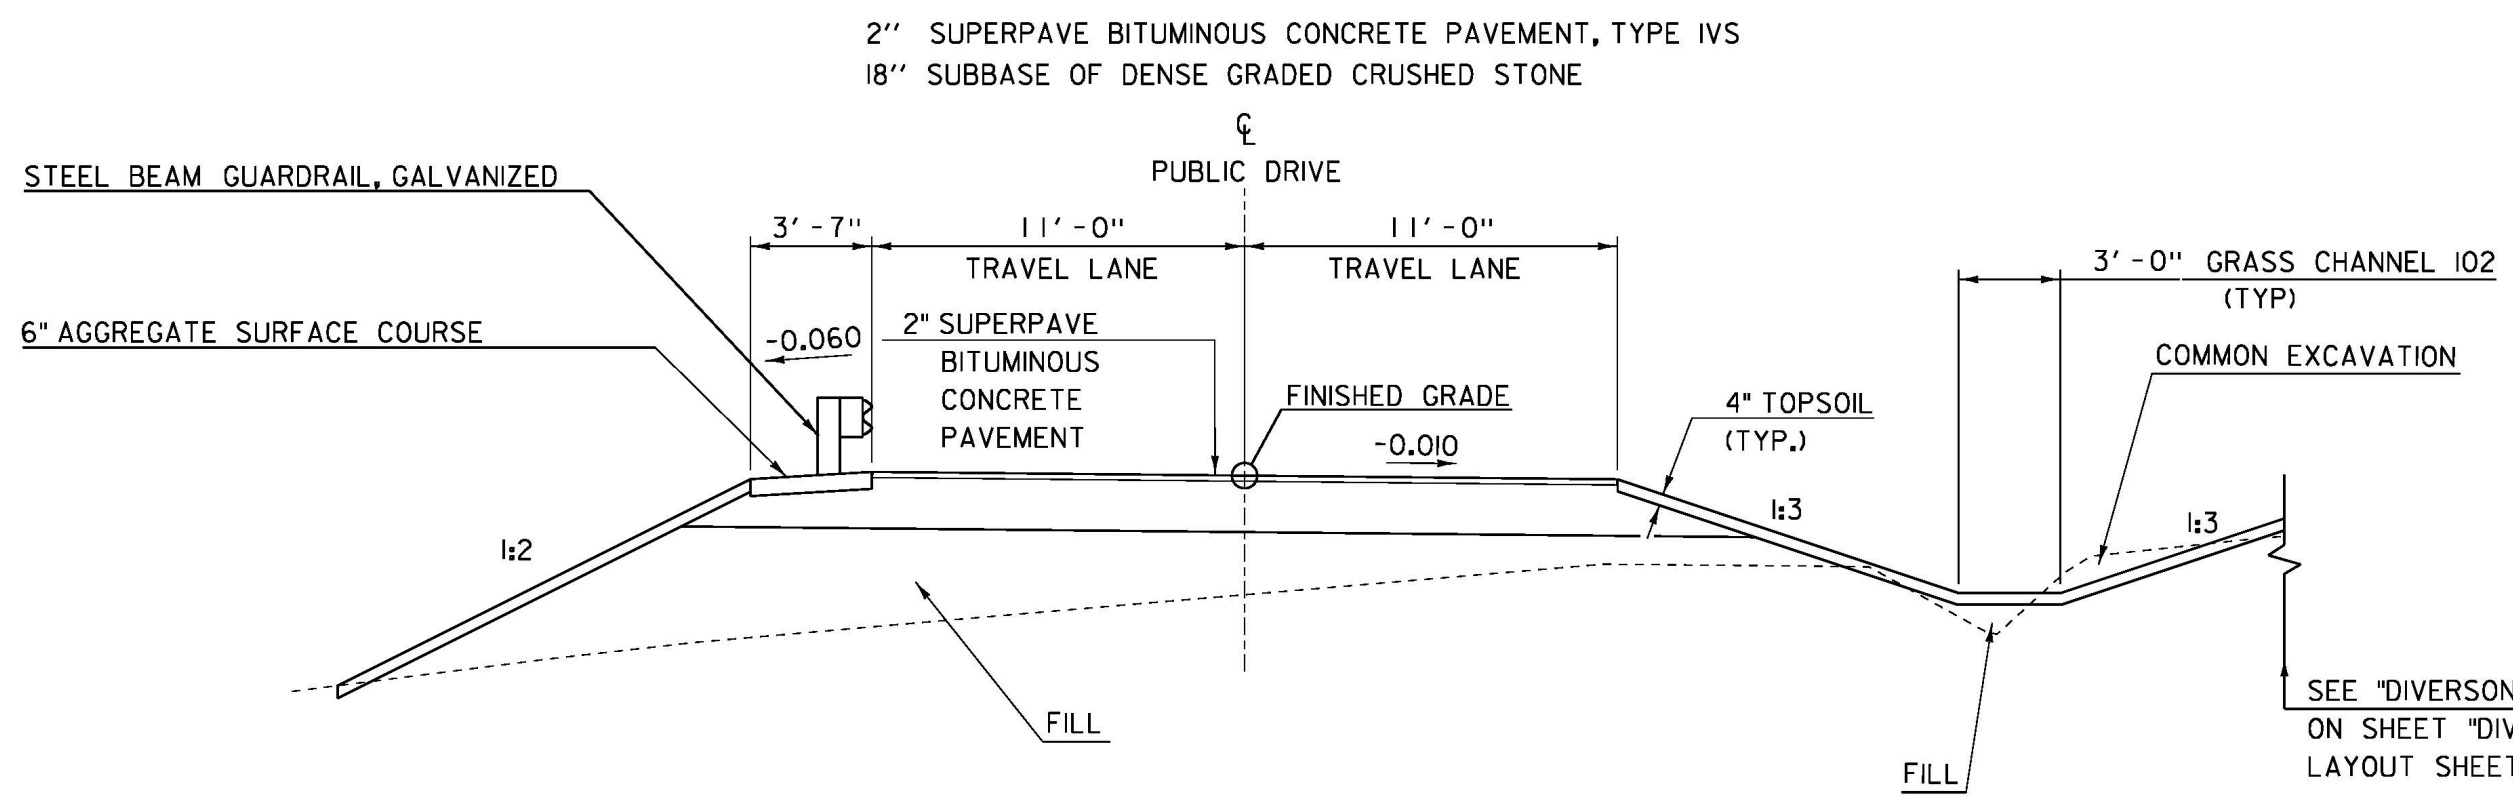 2″ SUPERPAVE BITUMINOUS CONCRETE PAVEMENT, TYPE IVS
18″ SUBBASE OF DENSE GRADED CRUSHED STONE
℄
PUBLIC DRIVE
STEEL BEAM GUARDRAIL, GALVANIZED
3′-7"
11′-0"
11′-0"
TRAVEL LANE
TRAVEL LANE
3′-0" GRASS CHANNEL 102
(TYP)
6" AGGREGATE SURFACE COURSE
-0.060
2" SUPERPAVE
BITUMINOUS
CONCRETE
PAVEMENT
FINISHED GRADE
-0.010
4" TOPSOIL
(TYP.)
COMMON EXCAVATION
1:2
1:3
1:3
FILL
FILL
SEE "DIVERSON
ON SHEET "DIV
LAYOUT SHEET